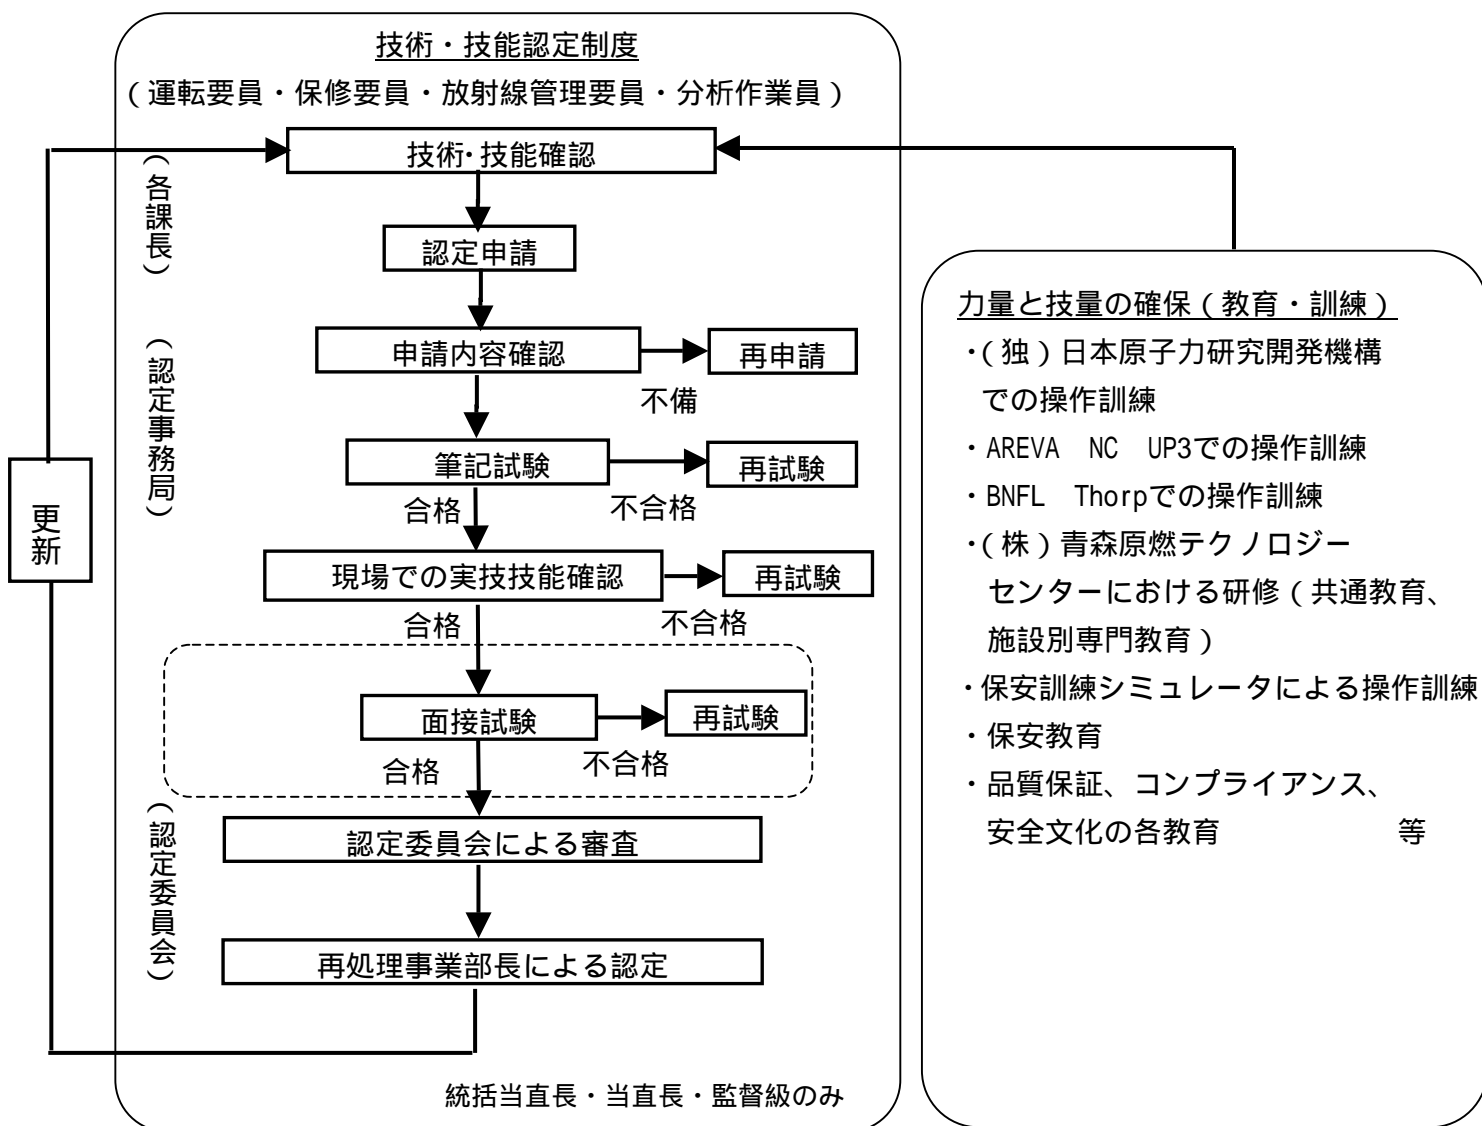 技術・技能認定制度
(運転要員・保修要員・放射線管理要員・分析作業員)
技術・技能確認
(各課長)
認定申請
(認定事務局)
申請内容確認
再申請
不備
筆記試験
再試験
合格
不合格
現場での実技技能確認
再試験
合格
不合格
面接試験
再試験
合格
不合格
(認定委員会)
認定委員会による審査
再処理事業部長による認定
更新
統括当直長・当直長・監督級のみ
力量と技量の確保(教育・訓練)
・(独)日本原子力研究開発機構
での操作訓練
・AREVA NC UP3での操作訓練
・BNFL Thorpでの操作訓練
・(株)青森原燃テクノロジー
センターにおける研修(共通教育、
施設別専門教育)
・保安訓練シミュレータによる操作訓練
・保安教育
・品質保証、コンプライアンス、
安全文化の各教育 等